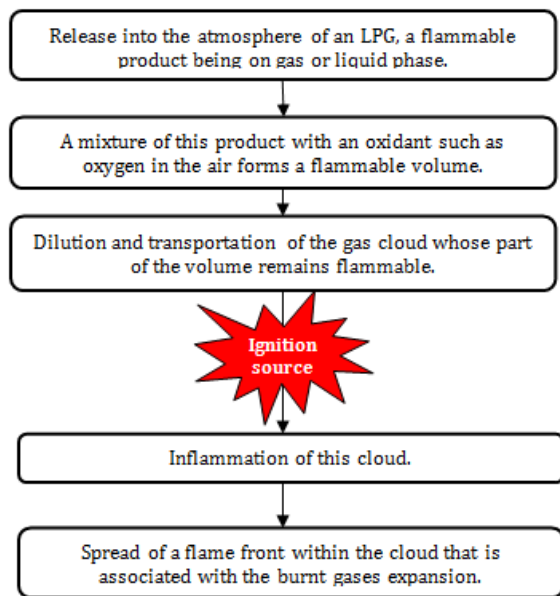 Release into the atmosphere of an LPG, a flammable
product being on gas or liquid phase.
A mixture of this product with an oxidant such as
oxygen in the air forms a flammable volume.
Dilution and transportation of the gas cloud whose part
of the volume remains flammable.
Ignition
source
Inflammation of this cloud.
Spread of a flame front within the cloud that is
associated with the burnt gases expansion.